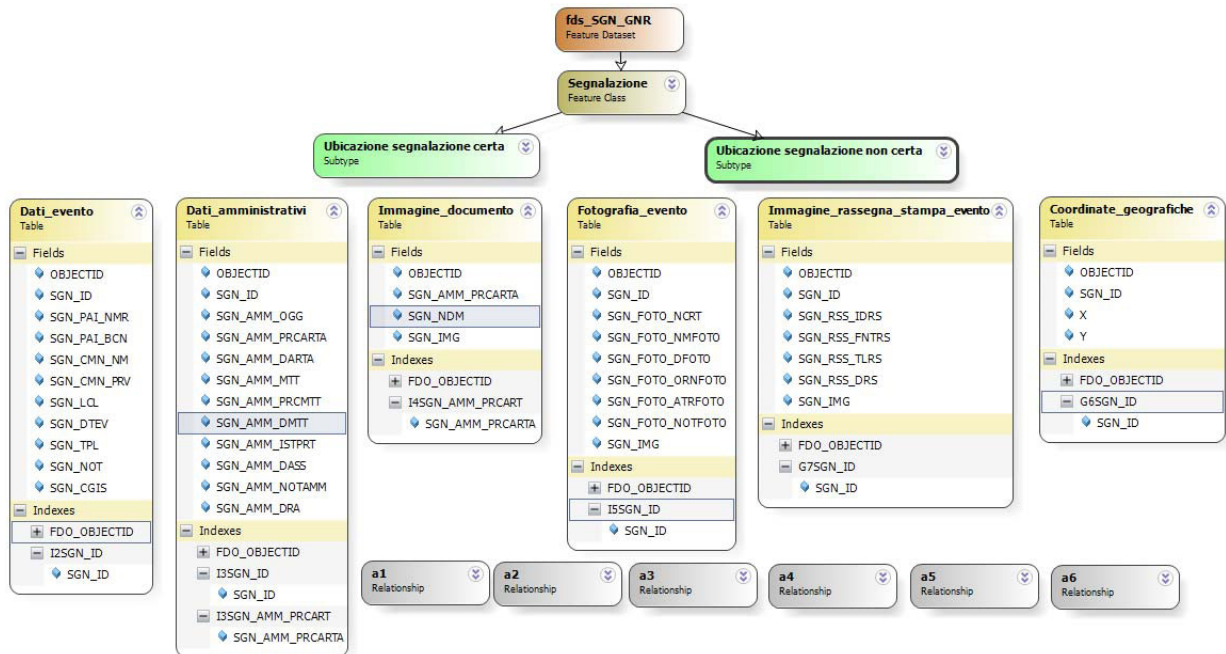 fds_SGN_GNR
Feature Dataset
Segnalazione
Feature Class
Ubicazione segnalazione certa
Subtype
Ubicazione segnalazione non certa
Subtype
Dati_evento
Table
Fields
OBJECTID
SGN_ID
SGN_PAI_NMR
SGN_PAI_BCN
SGN_CMN_NM
SGN_CMN_PRV
SGN_LCL
SGN_DTEV
SGN_TPL
SGN_NOT
SGN_CGIS
Indexes
FDO_OBJECTID
I2SGN_ID
SGN_ID
Dati_amministrativi
Table
Fields
OBJECTID
SGN_ID
SGN_AMM_OGG
SGN_AMM_PRCARTA
SGN_AMM_DARTA
SGN_AMM_MTT
SGN_AMM_PRCMTT
SGN_AMM_DMTT
SGN_AMM_ISTPRT
SGN_AMM_DASS
SGN_AMM_NOTAMM
SGN_AMM_DRA
Indexes
FDO_OBJECTID
I3SGN_ID
SGN_ID
I3SGN_AMM_PRCART
SGN_AMM_PRCARTA
Immagine_documento
Table
Fields
OBJECTID
SGN_AMM_PRCARTA
SGN_NDM
SGN_IMG
Indexes
FDO_OBJECTID
I4SGN_AMM_PRCART
SGN_AMM_PRCARTA
Fotografia_evento
Table
Fields
OBJECTID
SGN_ID
SGN_FOTO_NCRT
SGN_FOTO_NMFOTO
SGN_FOTO_DFOTO
SGN_FOTO_ORNFOTO
SGN_FOTO_ATRFOTO
SGN_FOTO_NOTFOTO
SGN_IMG
Indexes
FDO_OBJECTID
I5SGN_ID
SGN_ID
Immagine_rassegna_stampa_evento
Table
Fields
OBJECTID
SGN_ID
SGN_RSS_IDRS
SGN_RSS_FNTRS
SGN_RSS_TLRS
SGN_RSS_DRS
SGN_IMG
Indexes
FDO_OBJECTID
G7SGN_ID
SGN_ID
Coordinate_geografiche
Table
Fields
OBJECTID
SGN_ID
X
Y
Indexes
FDO_OBJECTID
G6SGN_ID
SGN_ID
a1
Relationship
a2
Relationship
a3
Relationship
a4
Relationship
a5
Relationship
a6
Relationship